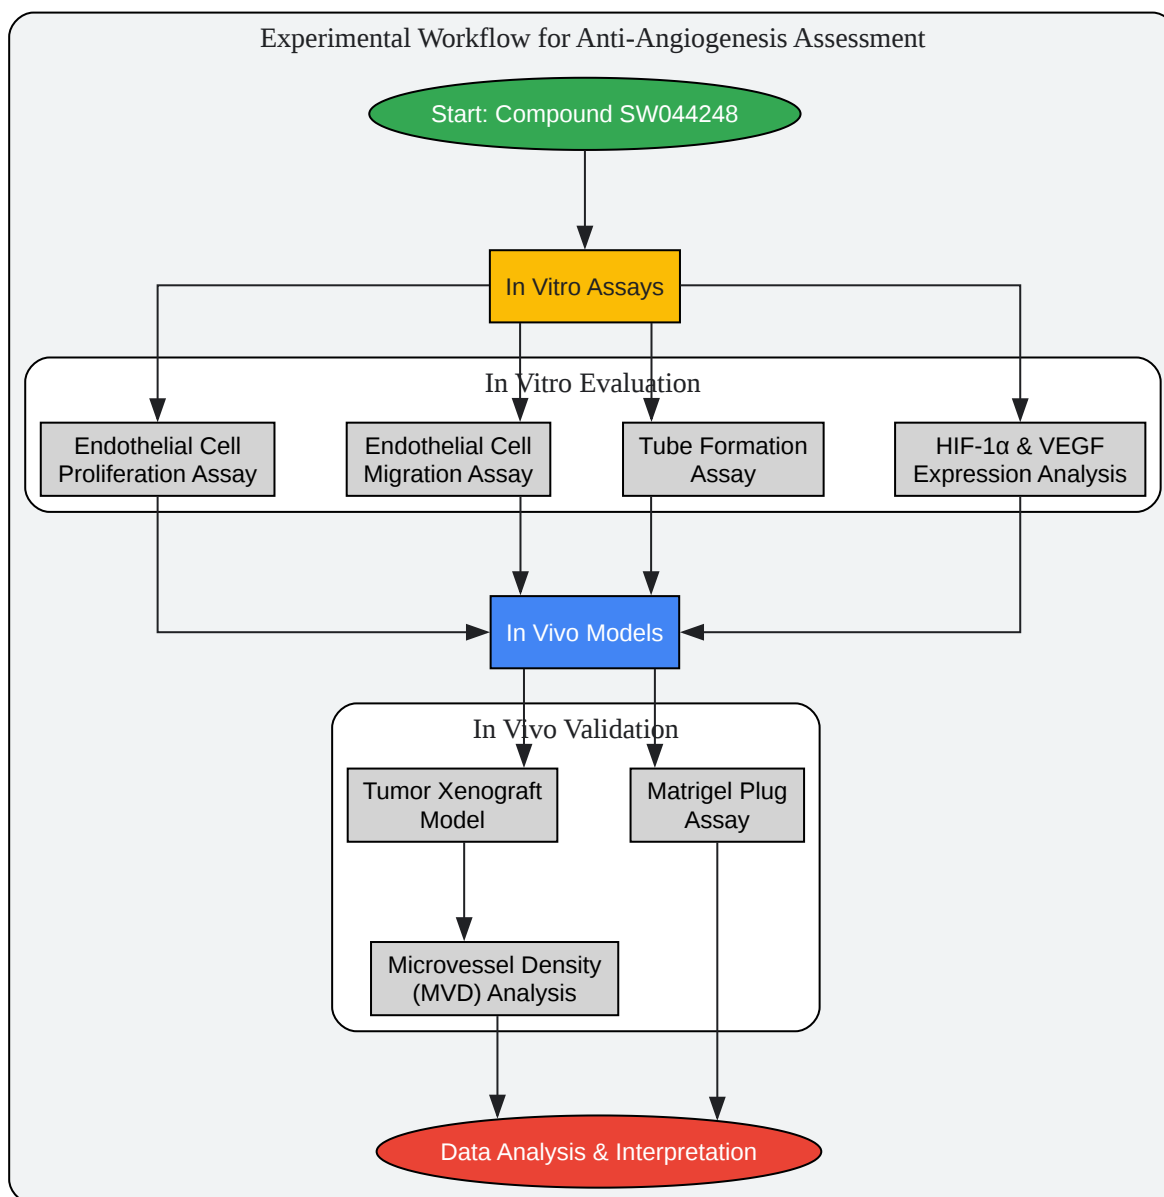 Experimental Workflow for Anti-Angiogenesis Assessment
Start: Compound SW044248
In Vitro Assays
In Vitro Evaluation
Endothelial Cell
Proliferation Assay
Endothelial Cell
Migration Assay
Tube Formation
Assay
HIF-1α & VEGF
Expression Analysis
In Vivo Models
In Vivo Validation
Tumor Xenograft
Model
Matrigel Plug
Assay
Microvessel Density
(MVD) Analysis
Data Analysis & Interpretation